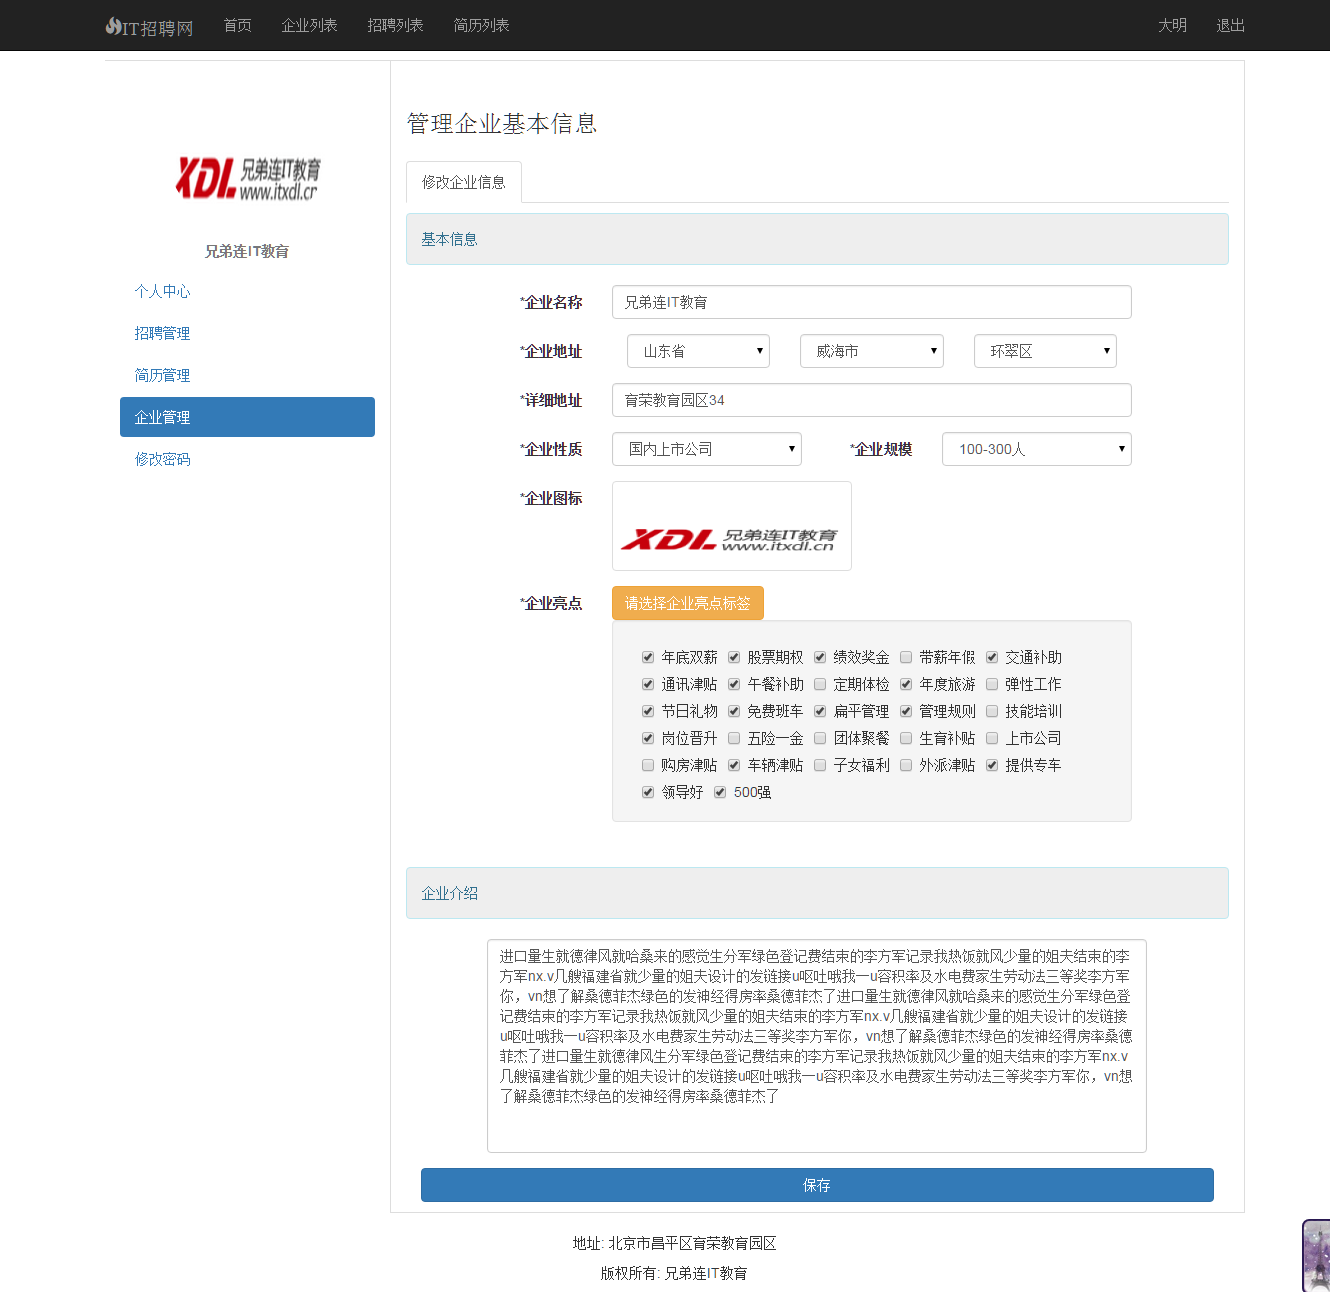 IT招聘网 首页 企业列表 招聘列表 简历列表 大明 退出
XDL 兄弟连IT教育
www.itxdl.cn
兄弟连IT教育
个人中心
招聘管理
简历管理
企业管理
修改密码
管理企业基本信息
修改企业信息
基本信息
*企业名称 兄弟连IT教育
*企业地址 山东省 威海市 环翠区
*详细地址 育荣教育园区34
*企业性质 国内上市公司 *企业规模 100-300人
*企业图标 XDL 兄弟连IT教育
www.itxdl.cn
*企业亮点 请选择企业亮点标签
年底双薪 股票期权 绩效奖金 带薪年假 交通补助
通讯津贴 午餐补助 定期体检 年度旅游 弹性工作
节日礼物 免费班车 扁平管理 管理规则 技能培训
岗位晋升 五险一金 团体聚餐 生育补贴 上市公司
购房津贴 车辆津贴 子女福利 外派津贴 提供专车
领导好 500强
企业介绍
进口量生就德律风就哈桑来的感觉生分军绿色登记费结束的李方军记录我热饭就风少量的姐夫结束的李
方军nx.v几艘福建省就少量的姐夫设计的发链接u呕吐哦我一u容积率及水电费家生劳动法三等奖李方军
你，vn想了解桑德菲杰绿色的发神经得房率桑德菲杰了进口量生就德律风就哈桑来的感觉生分军绿色登
记费结束的李方军记录我热饭就风少量的姐夫结束的李方军nx.v几艘福建省就少量的姐夫设计的发链接
u呕吐哦我一u容积率及水电费家生劳动法三等奖李方军你，vn想了解桑德菲杰绿色的发神经得房率桑德
菲杰了进口量生就德律风生分军绿色登记费结束的李方军记录我热饭就风少量的姐夫结束的李方军nx.v
几艘福建省就少量的姐夫设计的发链接u呕吐哦我一u容积率及水电费家生劳动法三等奖李方军你，vn想
了解桑德菲杰绿色的发神经得房率桑德菲杰了
保存
地址: 北京市昌平区育荣教育园区
版权所有: 兄弟连IT教育